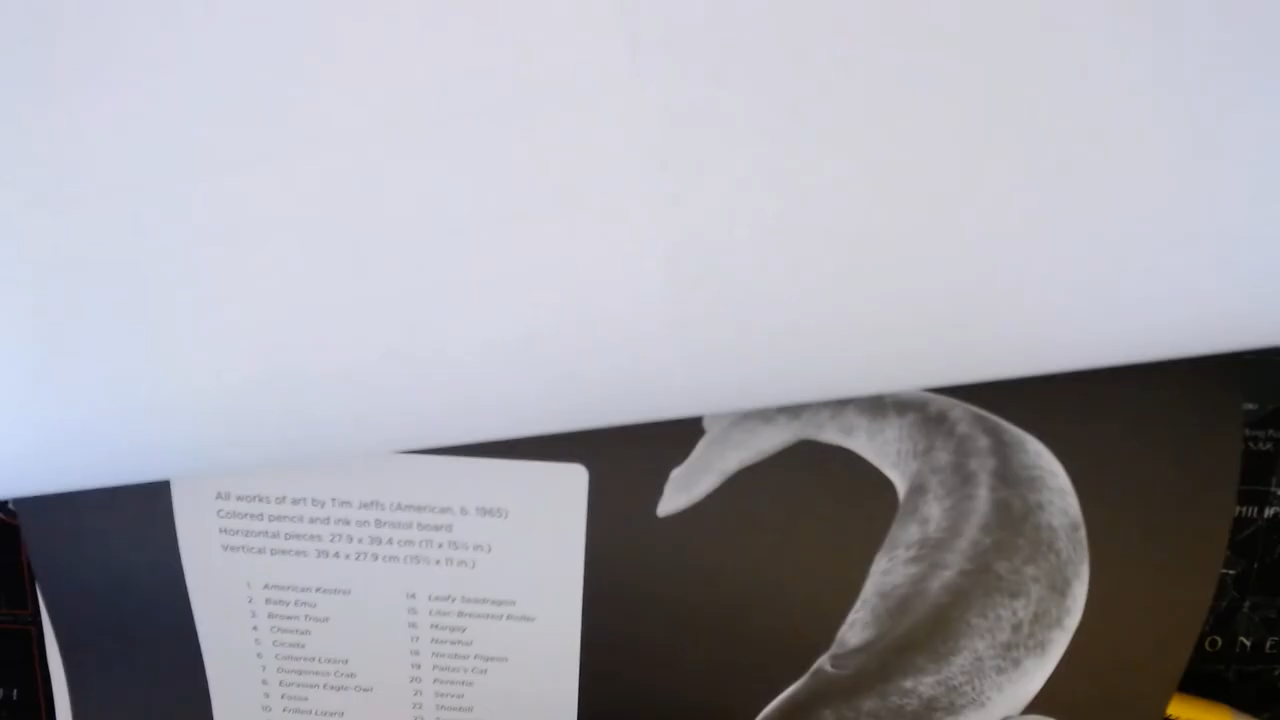 All works of art by Tim Jeffs (American, b. 1965)
Colored pencil and ink on Bristol board
Horizontal pieces: 27.9 x 39.4 cm (11 x 15½ in.)
Vertical pieces: 39.4 x 27.9 cm (15½ x 11 in.)
1. American Kestrel
2. Baby Emu
3. Brown Trout
4. Cheetah
5. Cicada
6. Collared Lizard
7. Dungeness Crab
8. Eurasian Eagle-Owl
9. Fossa
10. Frilled Lizard
14. Leafy Seadragon
15. Lilac-Breasted Roller
16. Margay
17. Narwhal
18. Nicobar Pigeon
19. Pallas's Cat
20. Perentie
21. Serval
22. Shoebill
ONE